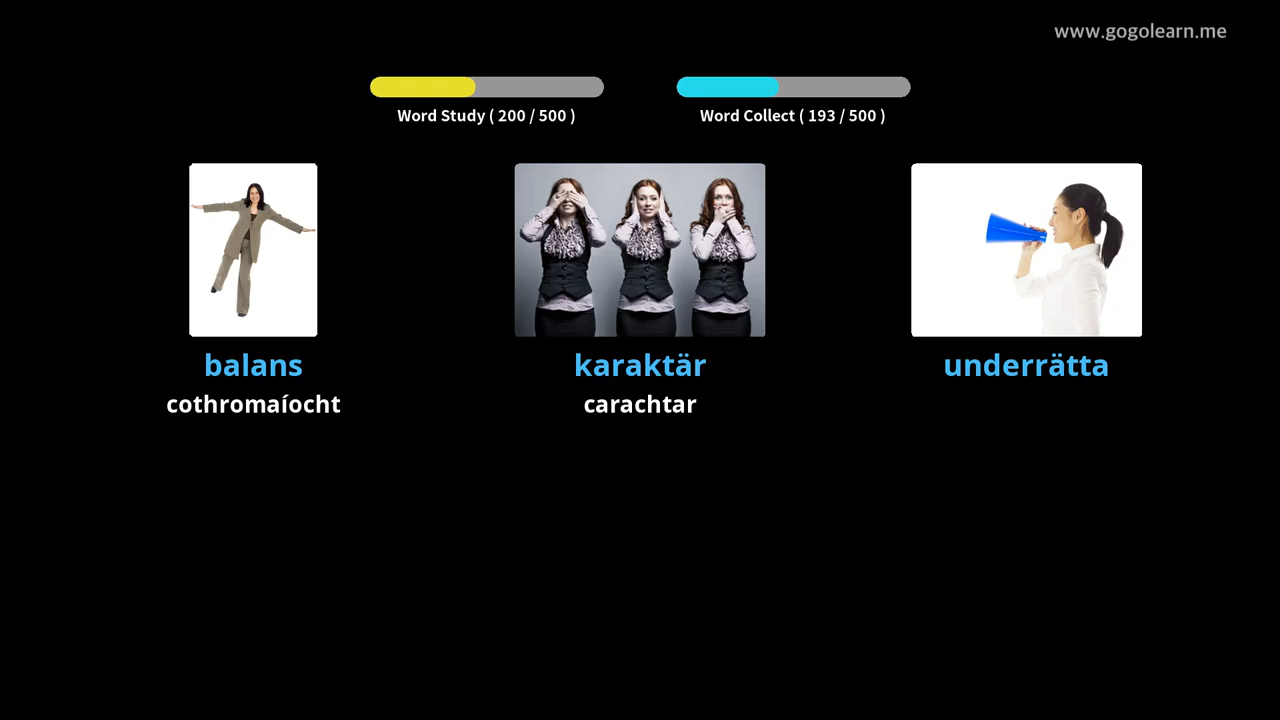 www.gogolearn.me
Word Study ( 200 / 500 )
Word Collect ( 193 / 500 )
balans
cothromaíocht
karaktär
carachtar
underrätta